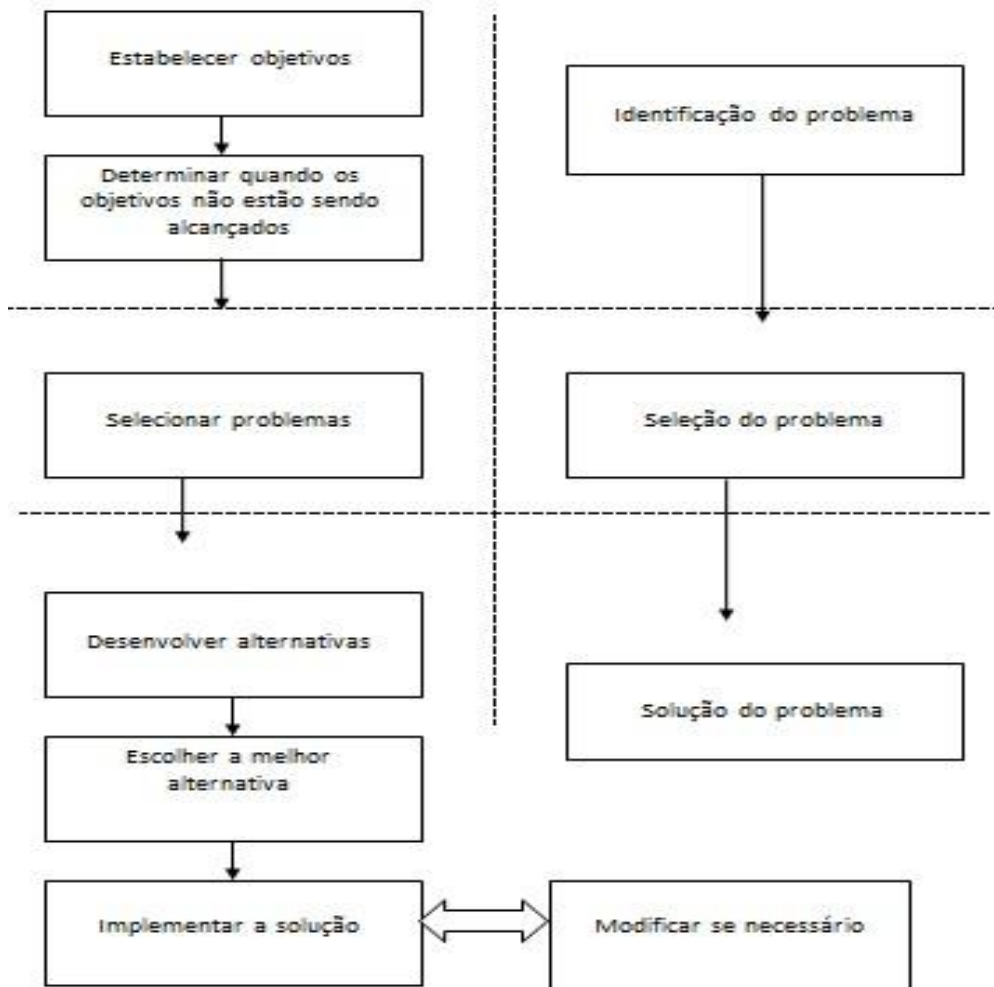 Estabelecer objetivos
Identificação do problema
Determinar quando os
objetivos não estão sendo
alcançados
Selecionar problemas
Seleção do problema
Desenvolver alternativas
Solução do problema
Escolher a melhor
alternativa
Implementar a solução
Modificar se necessário